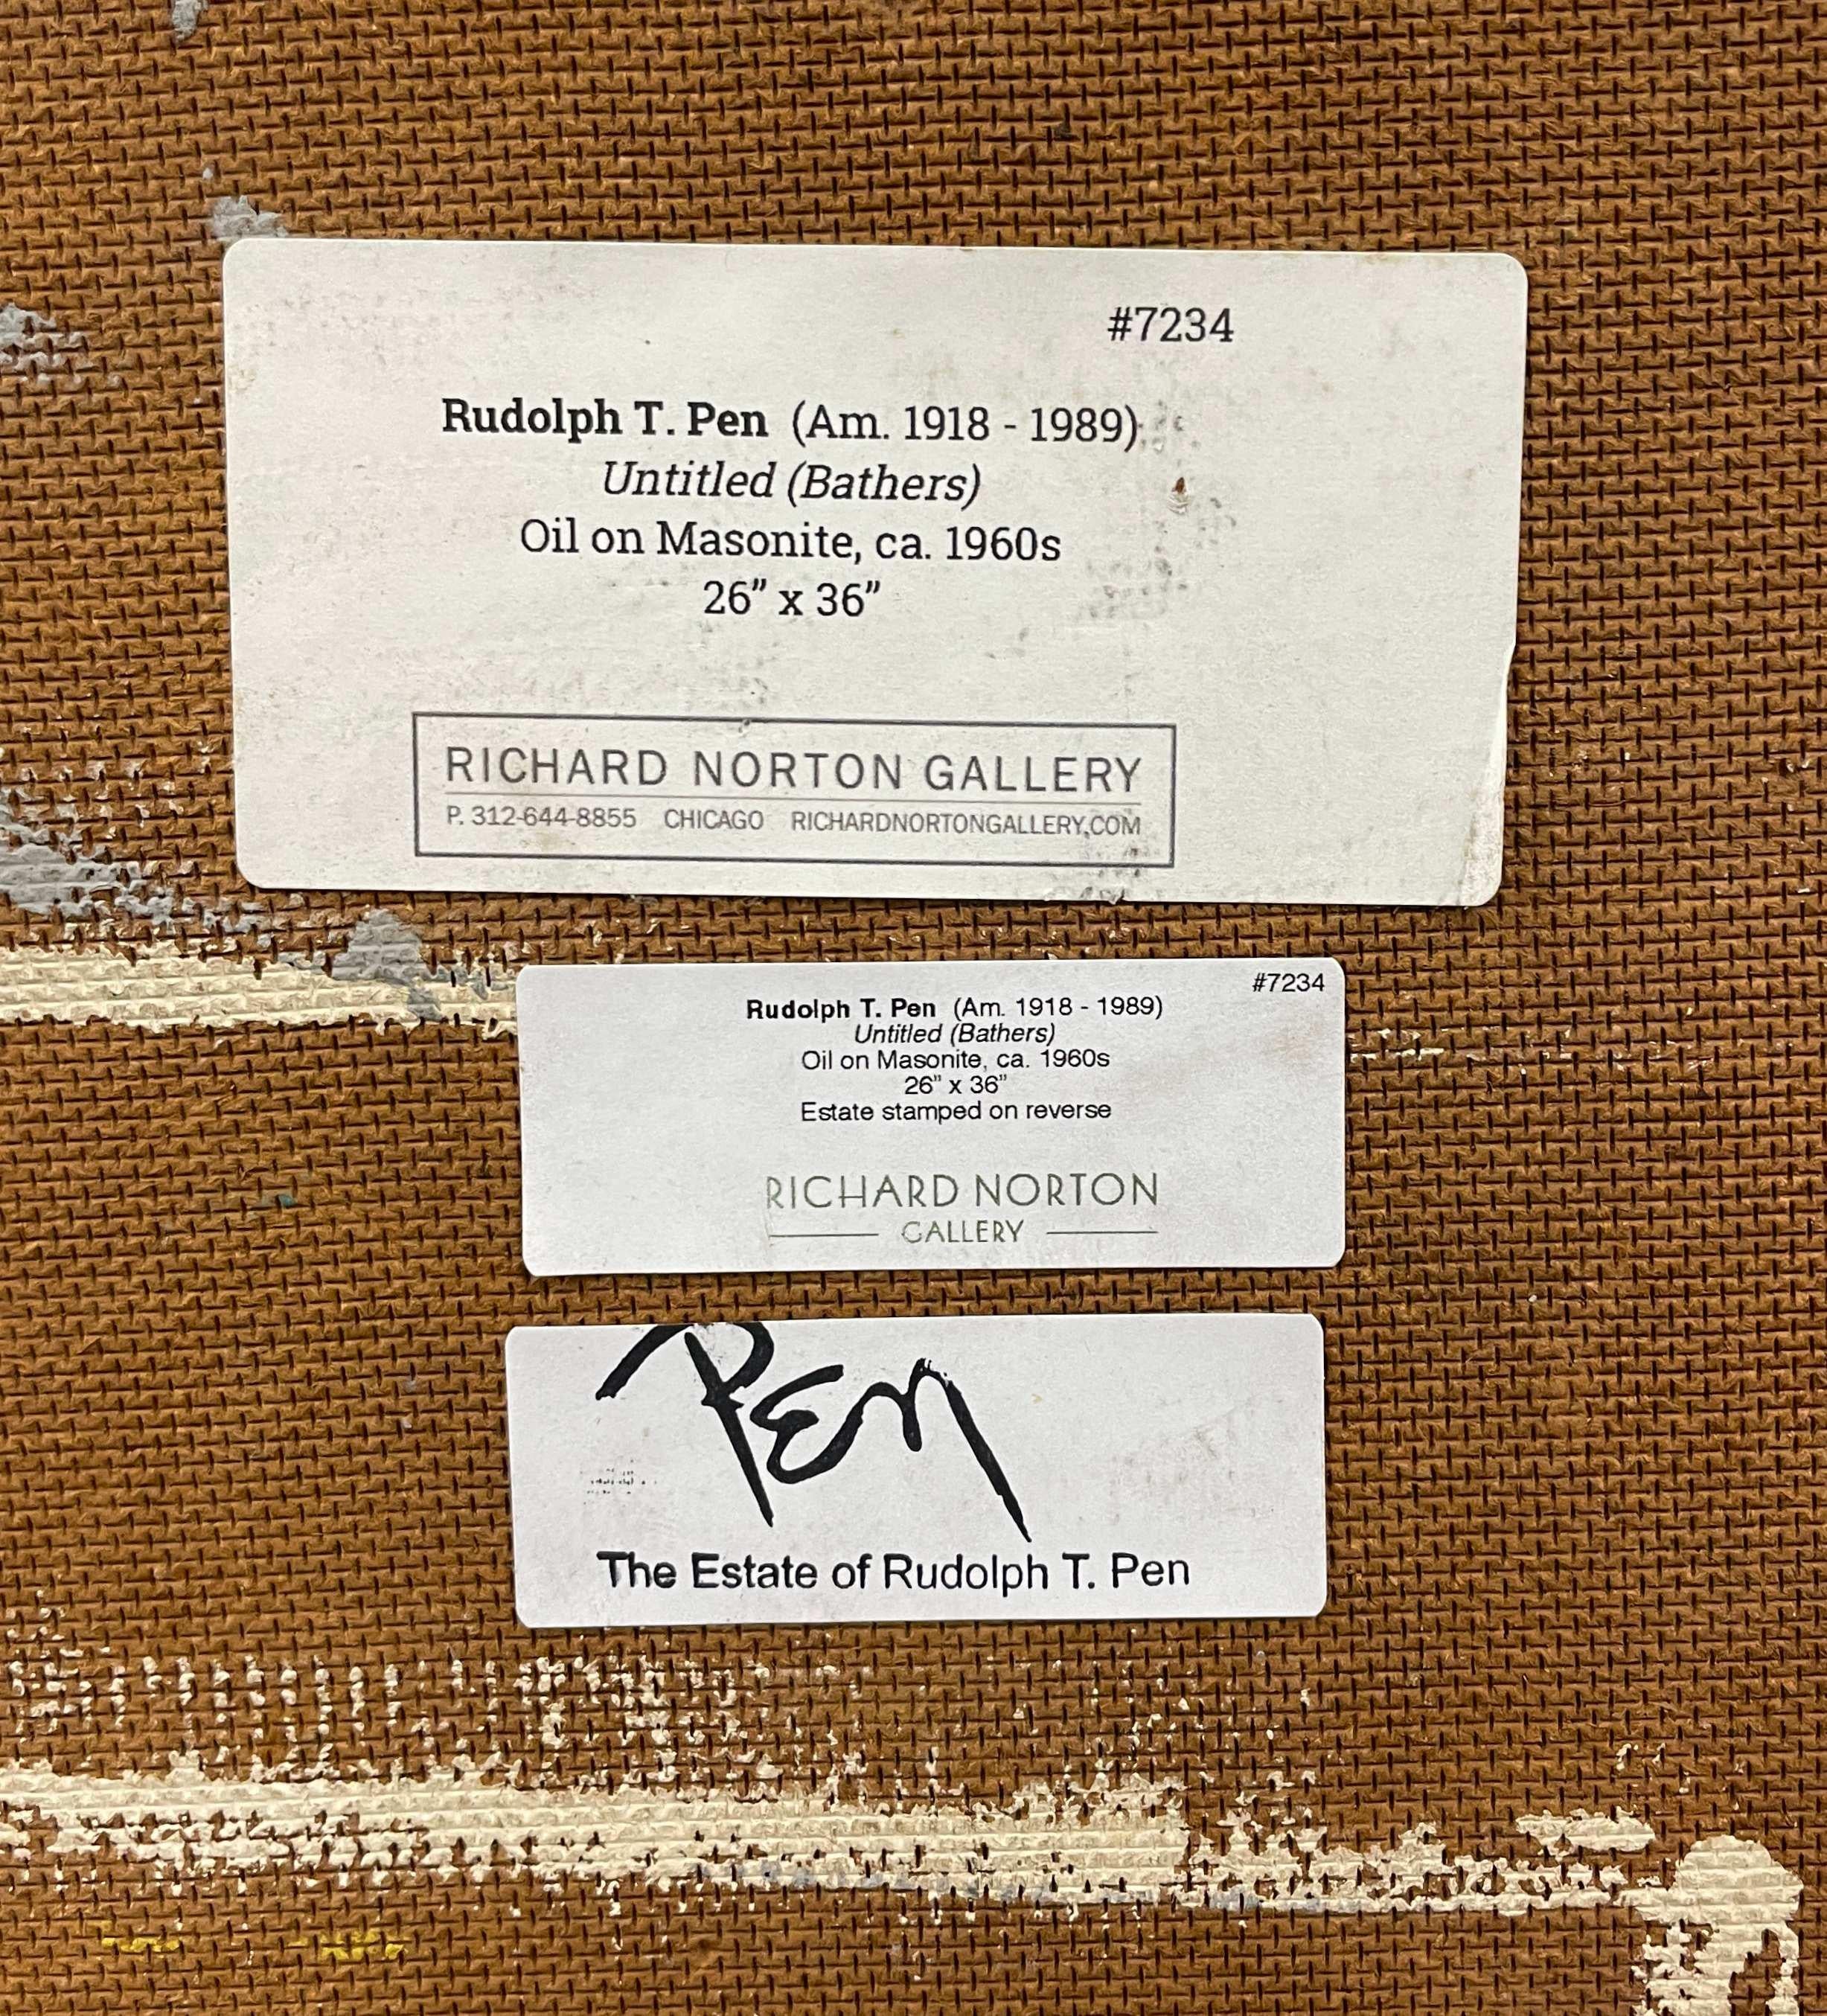 #7234
Rudolph T. Pen (Am. 1918 - 1989)
Untitled (Bathers)
Oil on Masonite, ca. 1960s
26” x 36”
RICHARD NORTON GALLERY
P. 312-644-8855 CHICAGO RICHARDNORTONGALLERY.COM
#7234
Rudolph T. Pen (Am. 1918 - 1989)
Untitled (Bathers)
Oil on Masonite, ca. 1960s
26” x 36”
Estate stamped on reverse
RICHARD NORTON
GALLERY
Pen
The Estate of Rudolph T. Pen